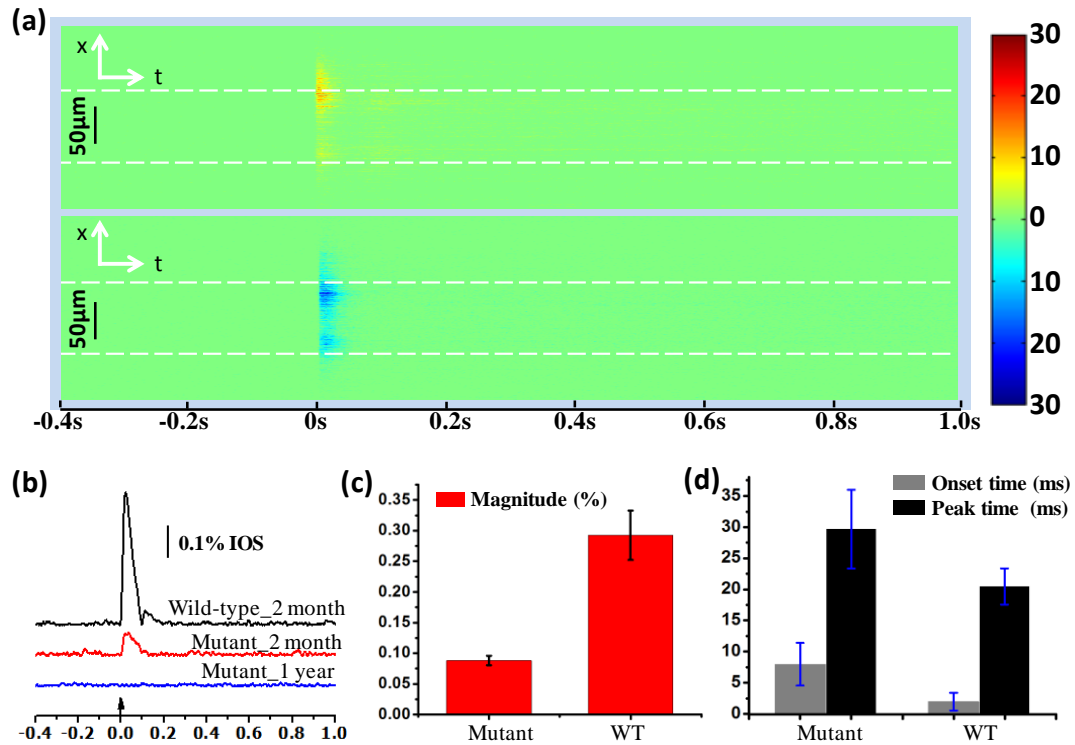 (a)
x
t
50μm
x
t
50μm
-0.4s -0.2s 0s 0.2s 0.4s 0.6s 0.8s 1.0s
30
20
10
0
10
20
30
(b)
0.1% IOS
Wild-type_2 month
Mutant_2 month
Mutant_1 year
-0.4 -0.2 0.0 0.2 0.4 0.6 0.8 1.0
(c)
Magnitude (%)
0.35
0.30
0.25
0.20
0.15
0.10
0.05
0.00
Mutant WT
(d)
Onset time (ms)
Peak time (ms)
35
30
25
20
15
10
5
0
Mutant WT